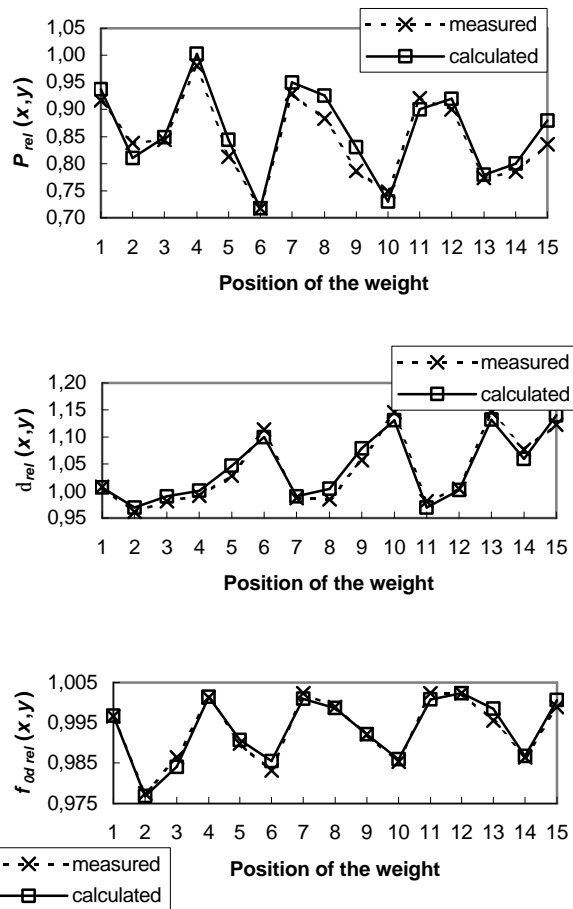 measured
calculated
P rel (x,y)
1,05
1,00
0,95
0,90
0,85
0,80
0,75
0,70
1 2 3 4 5 6 7 8 9 10 11 12 13 14 15
Position of the weight
measured
calculated
d rel (x,y)
1,20
1,15
1,10
1,05
1,00
0,95
1 2 3 4 5 6 7 8 9 10 11 12 13 14 15
Position of the weight
f 0d rel (x,y)
1,005
0,995
0,985
0,975
1 2 3 4 5 6 7 8 9 10 11 12 13 14 15
Position of the weight
measured
calculated